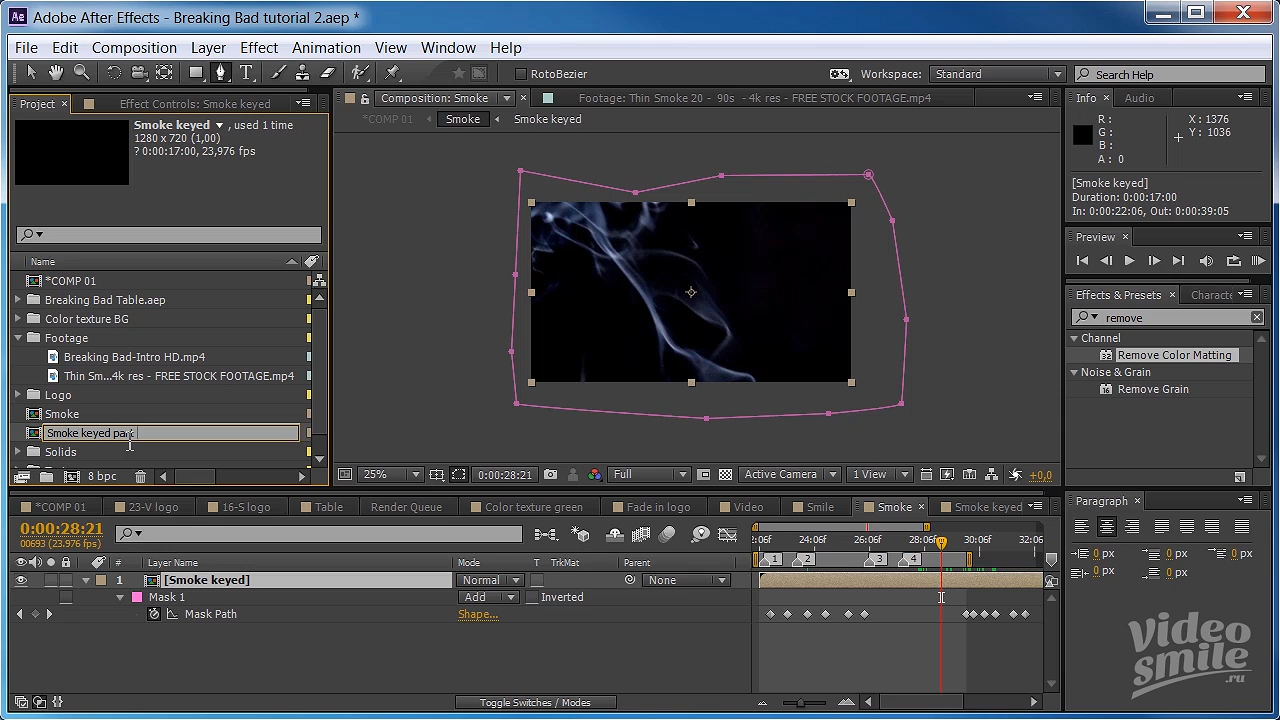 Adobe After Effects - Breaking Bad tutorial 2.aep *
File Edit Composition Layer Effect Animation View Window Help
RotoBezier Workspace: Standard Search Help
Project × Effect Controls: Smoke keyed
Smoke keyed ▼ , used 1 time
1280 x 720 (1,00)
? 0:00:17:00, 23,976 fps
Name
*COMP 01
Breaking Bad Table.aep
Color texture BG
Footage
Breaking Bad-Intro HD.mp4
Thin Sm...4k res - FREE STOCK FOOTAGE.mp4
Logo
Smoke
Smoke keyed раск
Solids
8 bpc
Composition: Smoke Footage: Thin Smoke 20 - 90s - 4k res - FREE STOCK FOOTAGE.mp4
COMP 01 Smoke Smoke keyed
25% 0:00:28:21 Full Active Camera 1 View +0,0
Info × Audio
R :
G :
B :
A : 0
X : 1376
Y : 1036
[Smoke keyed]
Duration: 0:00:17:00
In: 0:00:22:06, Out: 0:00:39:05
Preview ×
Effects & Presets × Characte
remove
Channel
32 Remove Color Matting
Noise & Grain
16 Remove Grain
Paragraph ×
0 px 0 px 0 px
0 px 0 px
*COMP 01 23-V logo 16-S logo Table Render Queue Color texture green Fade in logo Video Smile Smoke × Smoke keyed
0:00:28:21
00693 (23.976 fps)
2:06f 24:06f 26:06f 28:06f 30:06f 32:06
1 2 3 4
# Layer Name Mode T TrkMat Parent
1 [Smoke keyed] Normal None
Mask 1 Add Inverted
Mask Path Shape...
Toggle Switches / Modes
video
smile
.ru